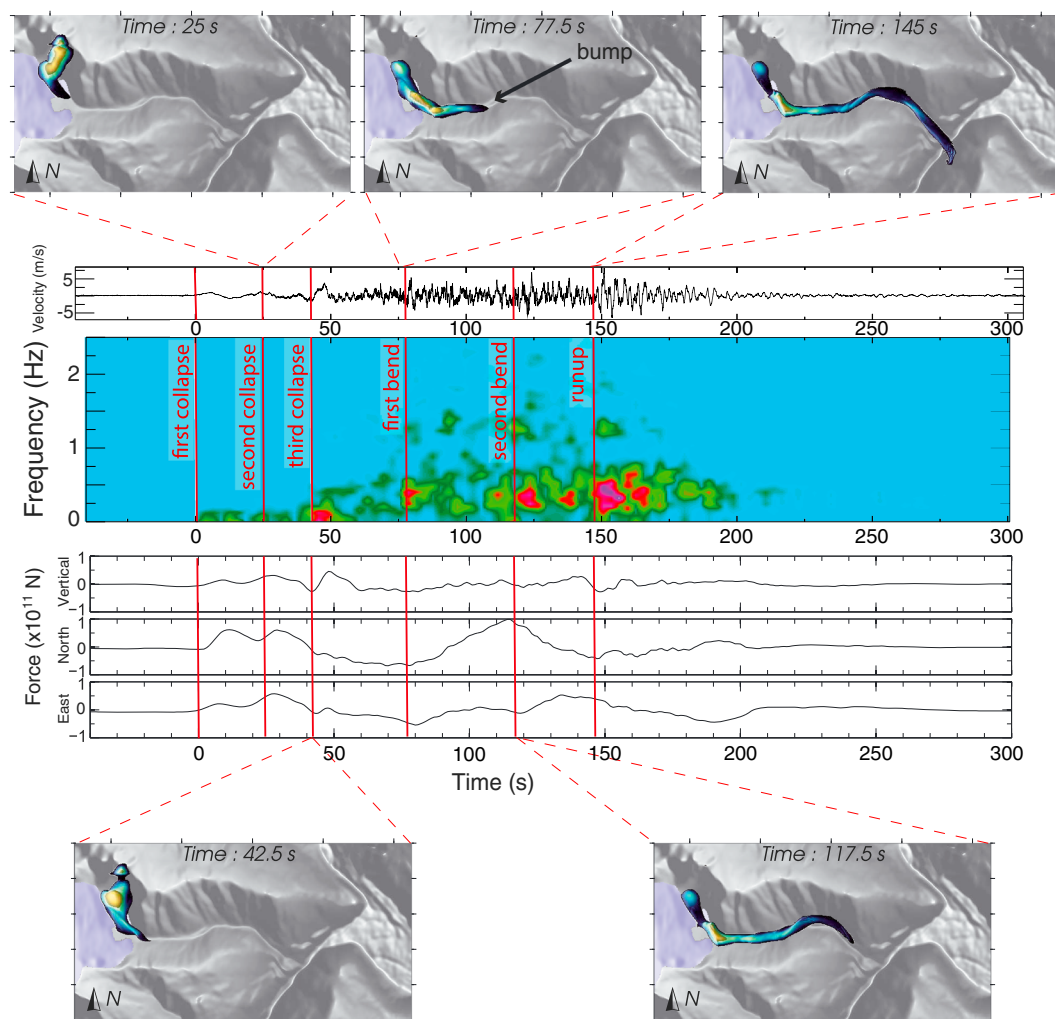 Time : 25 s
Time : 77.5 s
Time : 145 s
bump
N
N
N
Velocity (m/s)
5
-5
0 50 100 150 200 250 300
Frequency (Hz)
2
1
0
first collapse
second collapse
third collapse
first bend
second bend
runup
0 50 100 150 200 250 300
Force (x10¹¹ N)
Vertical
1
0
-1
North
1
0
-1
East
1
0
-1
0 50 100 150 200 250 300
Time (s)
Time : 42.5 s
Time : 117.5 s
N
N